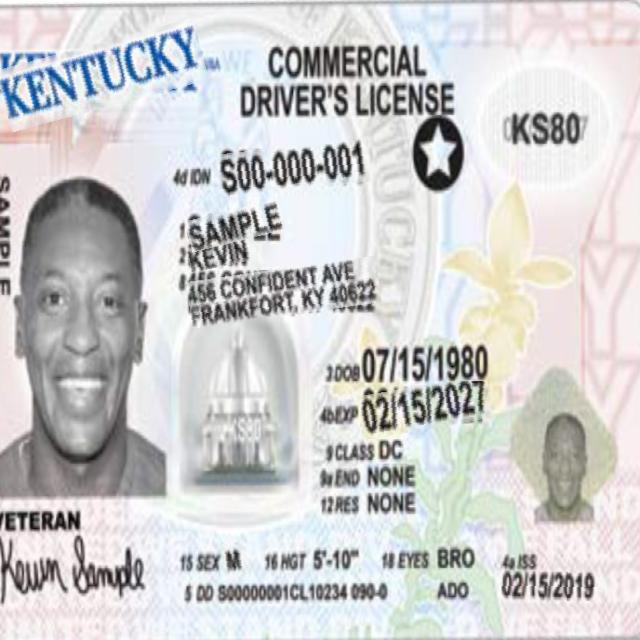 KENTUCKY USA
COMMERCIAL
DRIVER'S LICENSE
KS80
4d IDN S00-000-001
1 SAMPLE
2 KEVIN
8 456 CONFIDENT AVE
FRANKFORT, KY 40622
SAMPLE
3 DOB 07/15/1980
4b EXP 02/15/2027
KS80
9 CLASS DC
9a END NONE
12 RES NONE
VETERAN
Kevin Sample
15 SEX M 16 HGT 5'-10" 18 EYES BRO 4a ISS
5 DD S00000001CL10234 090-0 ADO 02/15/2019